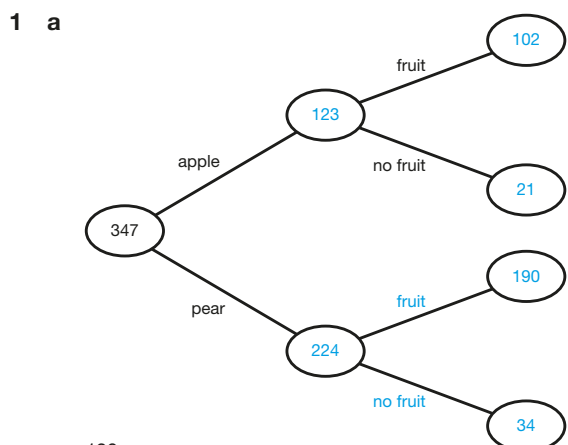 1 a
102
fruit
123
apple
no fruit
21
347
190
pear
fruit
224
no fruit
34